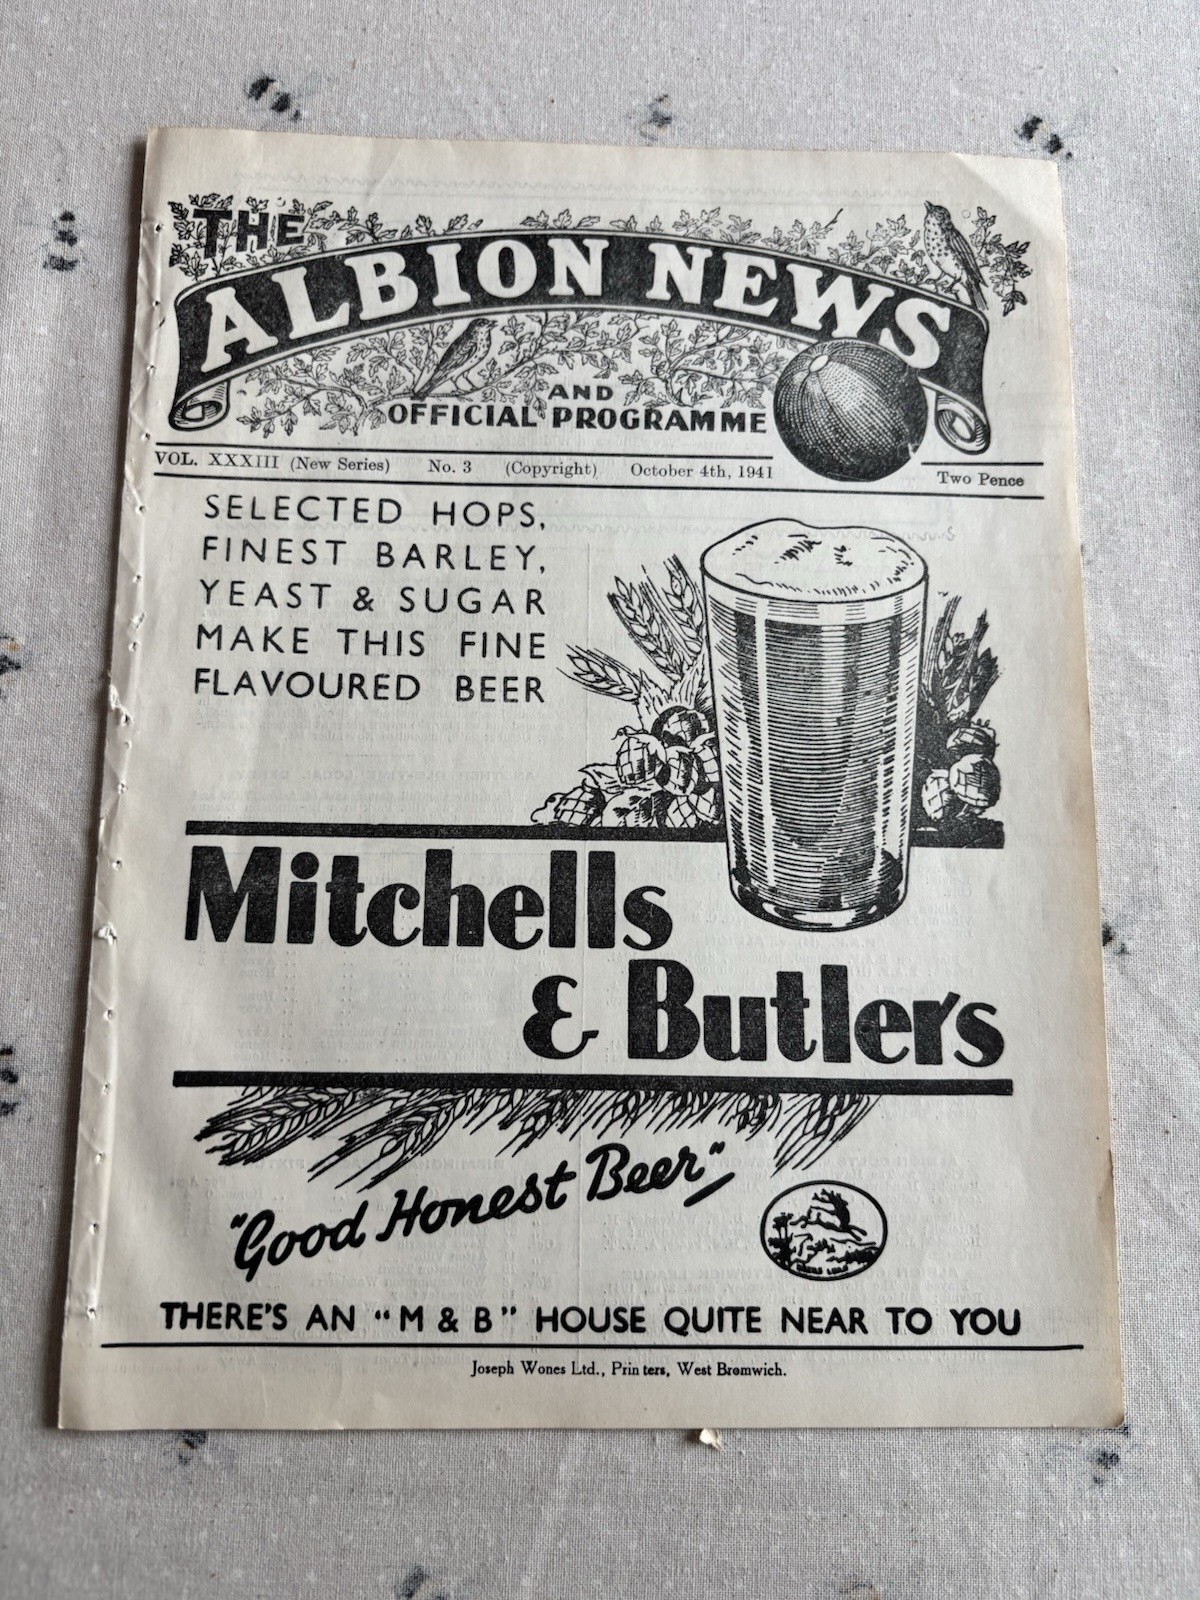 THE
ALBION NEWS
AND
OFFICIAL PROGRAMME
VOL. XXXIII (New Series) No. 3 (Copyright) October 4th, 1941 Two Pence
SELECTED HOPS,
FINEST BARLEY,
YEAST & SUGAR
MAKE THIS FINE
FLAVOURED BEER
Mitchells
& Butlers
"Good Honest Beer"
DEERS LEAP
THERE'S AN "M & B" HOUSE QUITE NEAR TO YOU
Joseph Wones Ltd., Printers, West Bromwich.